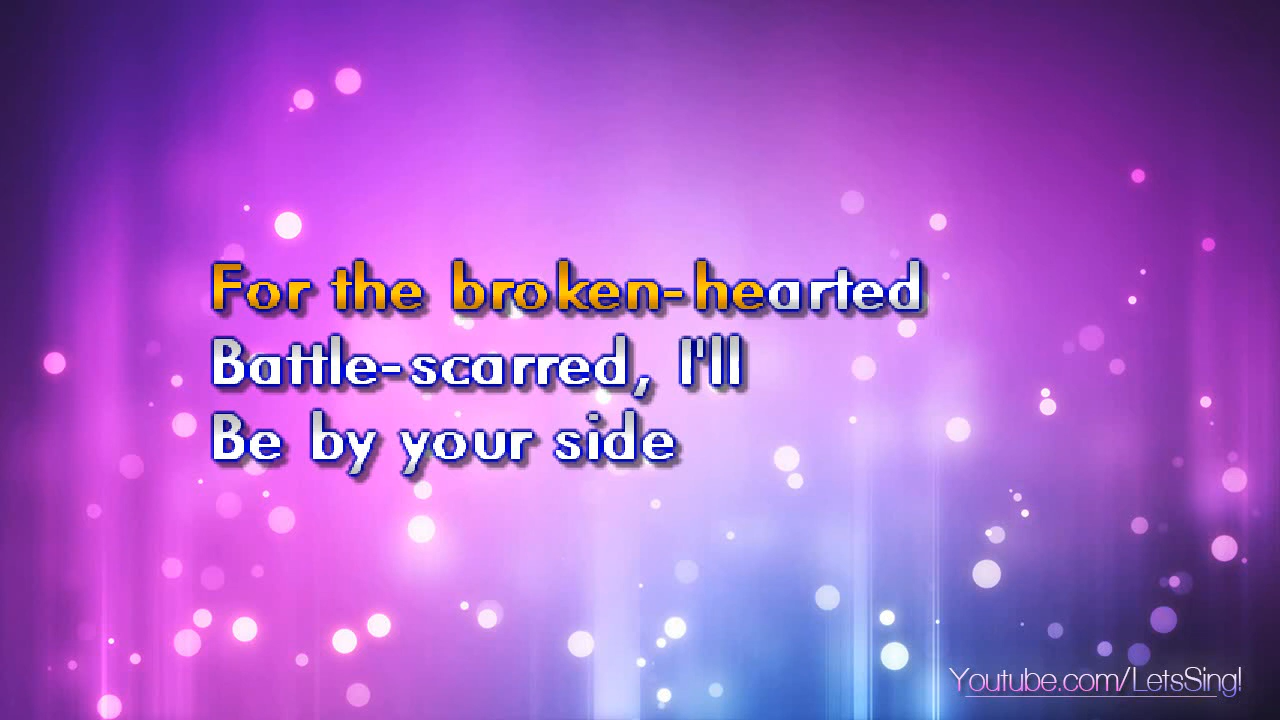 For the broken-hearted
Battle-scarred, I'll
Be by your side
Youtube.com/LetsSing!